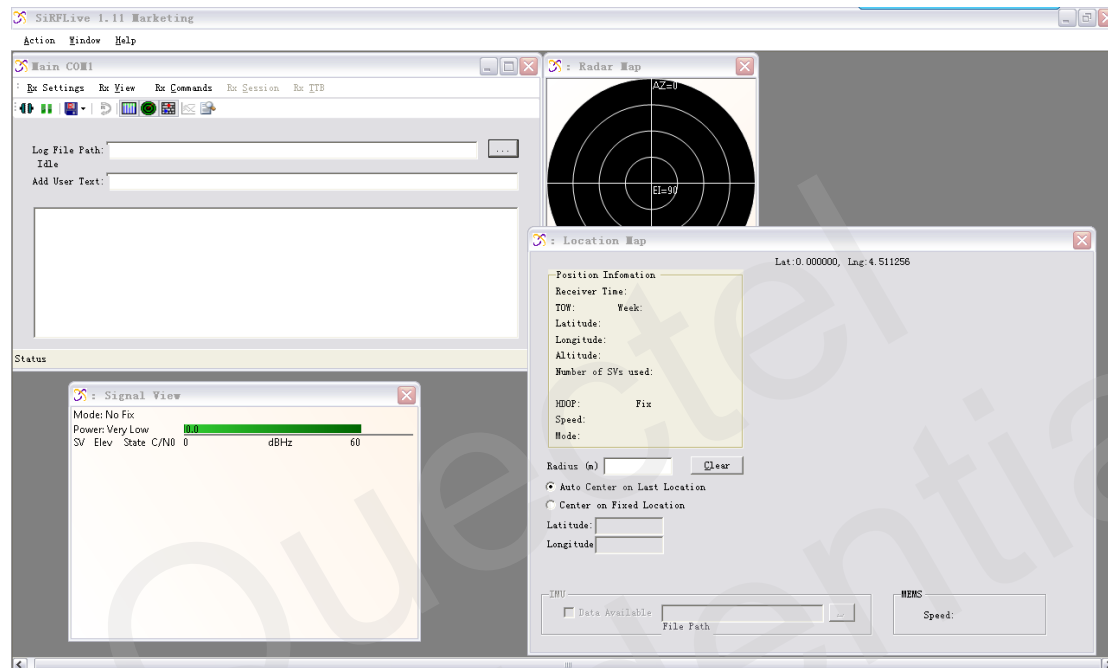 SiRFLive 1.11 Marketing
Action Window Help
Main COM1
Rx Settings Rx View Rx Commands Rx Session Rx TTB
Log File Path: ...
Idle
Add User Text:
Status
: Radar Map
AZ=0
El=90
: Signal View
Mode: No Fix
Power: Very Low 0.0
SV Elev State C/N0 0 dBHz 60
: Location Map
Lat:0.000000, Lng:4.511256
Position Infomation
Receiver Time:
TOW: Week:
Latitude:
Longitude:
Altitude:
Number of SVs used:
HDOP: Fix
Speed:
Mode:
Radius (m) Clear
Auto Center on Last Location
Center on Fixed Location
Latitude:
Longitude
IMU
Data Available ...
File Path
MEMS
Speed:
Quectel